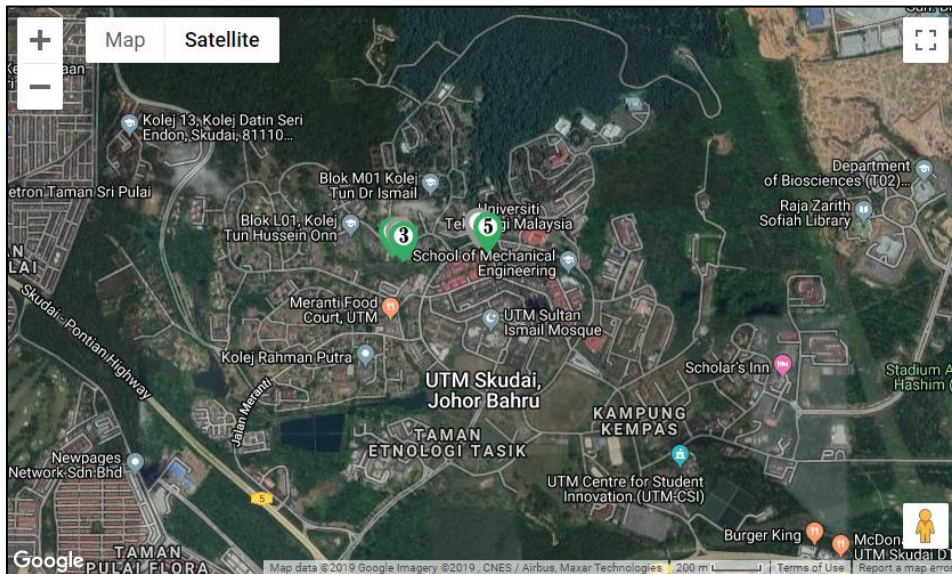 Map
Satellite
Kolej 13, Kolej Datin Seri
Endon, Skudai, 81110...
etron Taman Sri Pulai
Blok M01 Kolej
Tun Dr Ismail
Blok L01, Kolej
Tun Hussein Onn
3
5
Universiti
School of Mechanical
Engineering
Department
of Biosciences (T02)...
Raja Zarith
Sofiah Library
Skudai - Pontian Highway
Meranti Food
Court, UTM
UTM Sultan
Ismail Mosque
Kolej Rahman Putra
Scholar's Inn
Stadium A
Hashim
UTM Skudai,
Johor Bahru
Jalan Meranti
KAMPUNG
KEMPAS
TAMAN
ETNOLOGI TASIK
Newpages
Network Sdn Bhd
UTM Centre for Student
Innovation (UTM-CSI)
5
Burger King
McDona
UTM Skudai D
TAMAN
PULAI FLORA
Google
Map data ©2019 Google Imagery ©2019 , CNES / Airbus, Maxar Technologies
200 m
Terms of Use
Report a map erro